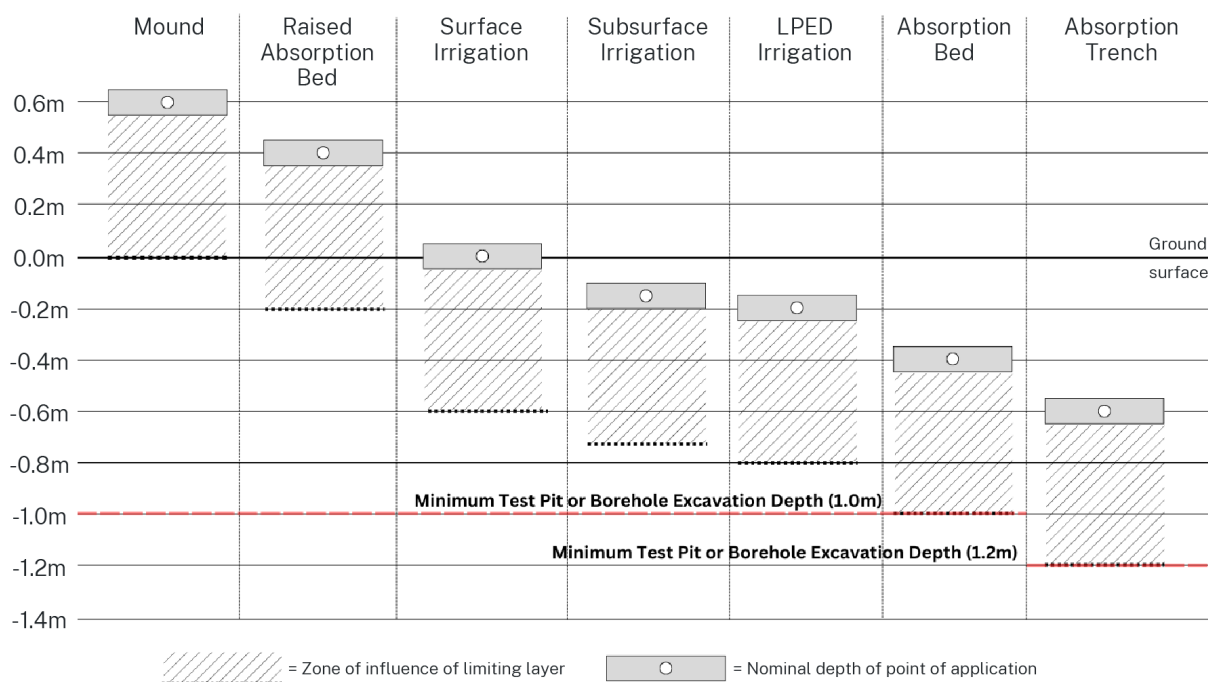 Mound
Raised
Absorption
Bed
Surface
Irrigation
Subsurface
Irrigation
LPED
Irrigation
Absorption
Bed
Absorption
Trench
0.6m
0.4m
0.2m
0.0m
Ground
surface
-0.2m
-0.4m
-0.6m
-0.8m
Minimum Test Pit or Borehole Excavation Depth (1.0m)
-1.0m
Minimum Test Pit or Borehole Excavation Depth (1.2m)
-1.2m
-1.4m
= Zone of influence of limiting layer
= Nominal depth of point of application